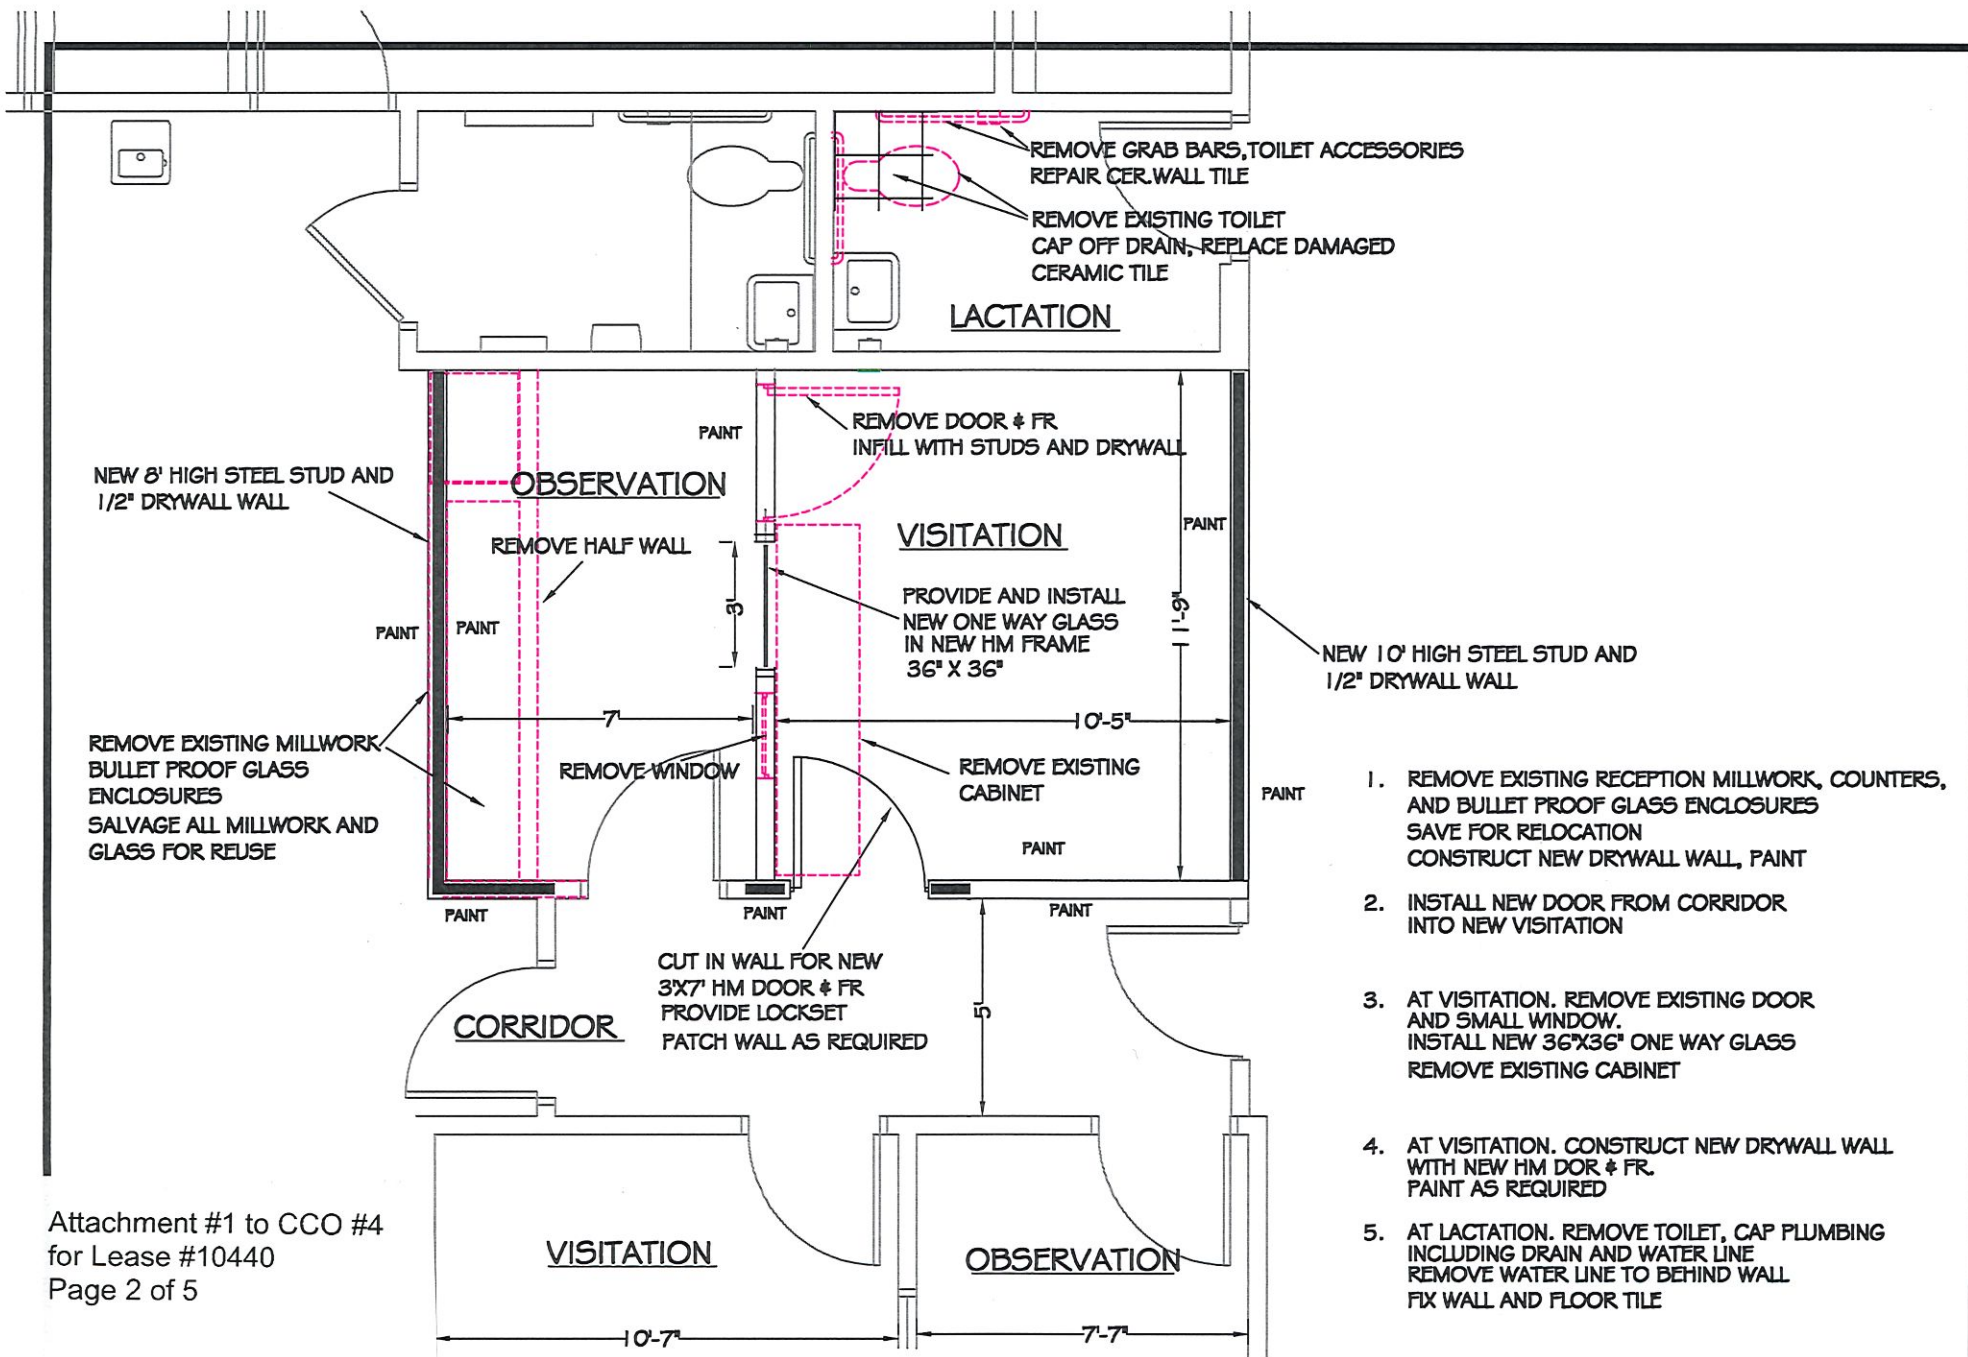 REMOVE GRAB BARS,TOILET ACCESSORIES
REPAIR CER.WALL TILE
REMOVE EXISTING TOILET
CAP OFF DRAIN, REPLACE DAMAGED
CERAMIC TILE
LACTATION
REMOVE DOOR & FR
INFILL WITH STUDS AND DRYWALL
PAINT
NEW 8' HIGH STEEL STUD AND
1/2" DRYWALL WALL
OBSERVATION
REMOVE HALF WALL
VISITATION
PAINT
3'
PROVIDE AND INSTALL
NEW ONE WAY GLASS
IN NEW HM FRAME
36" X 36"
11'-9"
PAINT
PAINT
NEW 10' HIGH STEEL STUD AND
1/2" DRYWALL WALL
7'
10'-5"
REMOVE EXISTING MILLWORK
BULLET PROOF GLASS
ENCLOSURES
SALVAGE ALL MILLWORK AND
GLASS FOR REUSE
REMOVE WINDOW
REMOVE EXISTING
CABINET
PAINT
PAINT
PAINT
PAINT
PAINT
CUT IN WALL FOR NEW
3'X7' HM DOOR & FR
PROVIDE LOCKSET
PATCH WALL AS REQUIRED
CORRIDOR
5'
1. REMOVE EXISTING RECEPTION MILLWORK, COUNTERS,
AND BULLET PROOF GLASS ENCLOSURES
SAVE FOR RELOCATION
CONSTRUCT NEW DRYWALL WALL, PAINT
2. INSTALL NEW DOOR FROM CORRIDOR
INTO NEW VISITATION
3. AT VISITATION. REMOVE EXISTING DOOR
AND SMALL WINDOW.
INSTALL NEW 36"X36" ONE WAY GLASS
REMOVE EXISTING CABINET
4. AT VISITATION. CONSTRUCT NEW DRYWALL WALL
WITH NEW HM DOR & FR.
PAINT AS REQUIRED
5. AT LACTATION. REMOVE TOILET, CAP PLUMBING
INCLUDING DRAIN AND WATER LINE
REMOVE WATER LINE TO BEHIND WALL
FIX WALL AND FLOOR TILE
VISITATION
OBSERVATION
10'-7"
7'-7"
Attachment #1 to CCO #4
for Lease #10440
Page 2 of 5